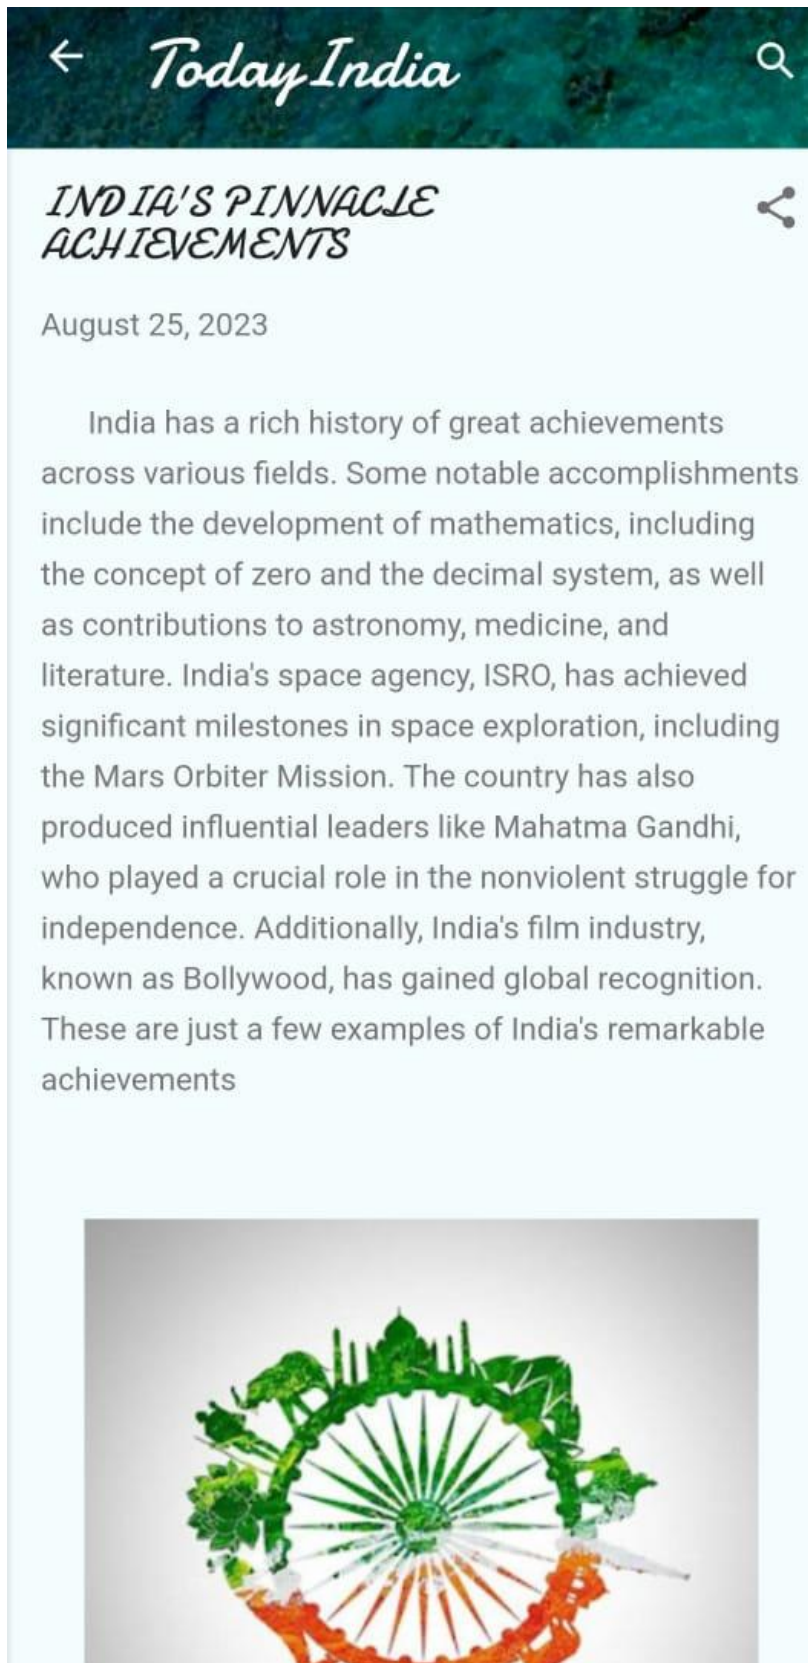 Today India
INDIA'S PINNACLE
ACHIEVEMENTS
August 25, 2023
India has a rich history of great achievements
across various fields. Some notable accomplishments
include the development of mathematics, including
the concept of zero and the decimal system, as well
as contributions to astronomy, medicine, and
literature. India's space agency, ISRO, has achieved
significant milestones in space exploration, including
the Mars Orbiter Mission. The country has also
produced influential leaders like Mahatma Gandhi,
who played a crucial role in the nonviolent struggle for
independence. Additionally, India's film industry,
known as Bollywood, has gained global recognition.
These are just a few examples of India's remarkable
achievements